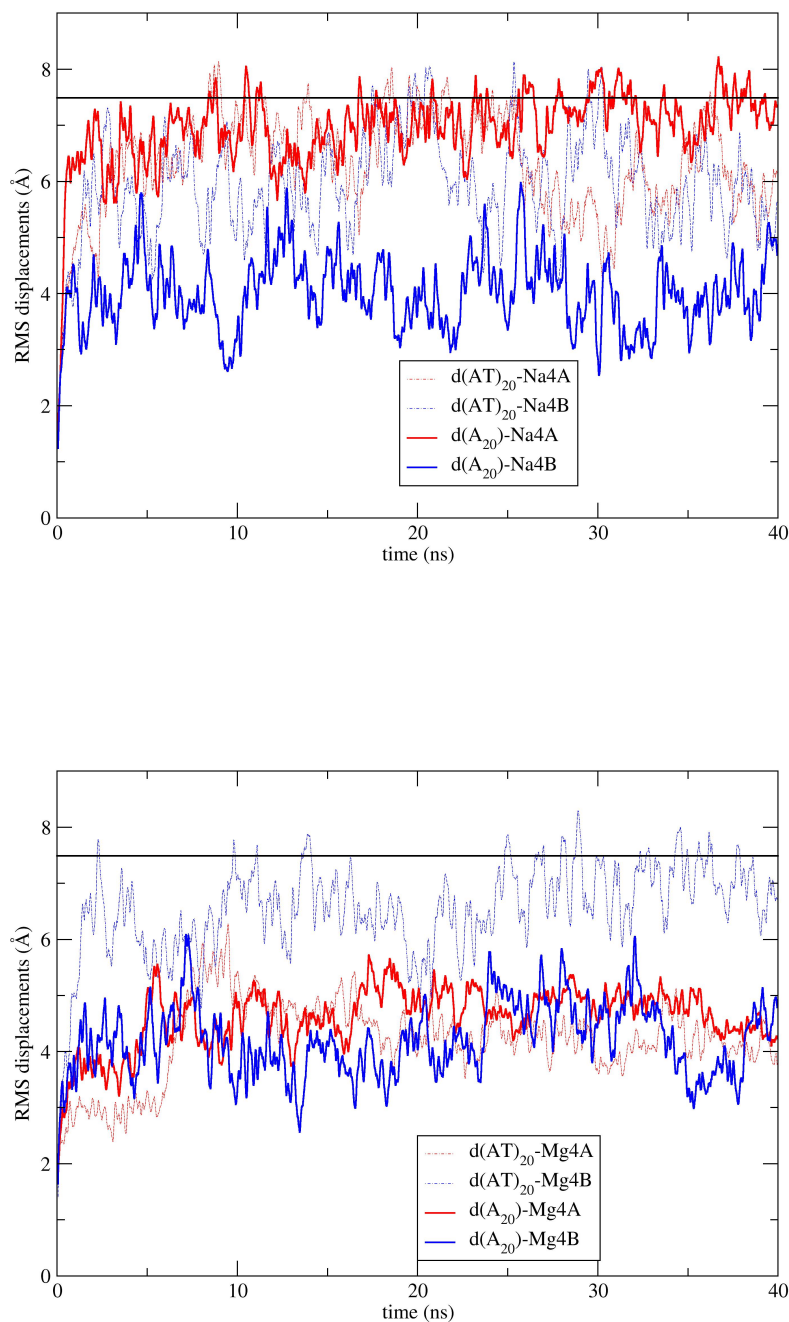 8
6
4
2
0
RMS displacements (Å)
d(AT)20-Na4A
d(AT)20-Na4B
d(A20)-Na4A
d(A20)-Na4B
0 10 20 30 40
time (ns)
8
6
4
2
0
RMS displacements (Å)
d(AT)20-Mg4A
d(AT)20-Mg4B
d(A20)-Mg4A
d(A20)-Mg4B
0 10 20 30 40
time (ns)